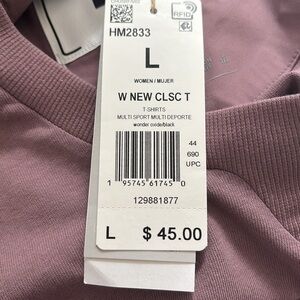 RFID
HM2833
L
WOMEN / MUJER
W NEW CLSC T
T-SHIRTS
MULTI SPORT MULTI DEPORTE
wonder oxide/black
44
690
UPC
1 95745 61745 0
129881877
L $ 45.00